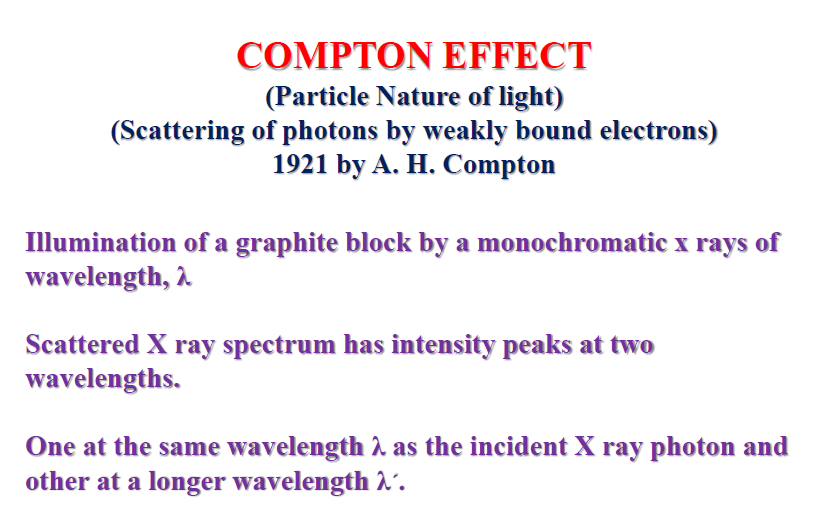 COMPTON EFFECT
(Particle Nature of light)
(Scattering of photons by weakly bound electrons)
1921 by A. H. Compton
Illumination of a graphite block by a monochromatic x rays of
wavelength, λ
Scattered X ray spectrum has intensity peaks at two
wavelengths.
One at the same wavelength λ as the incident X ray photon and
other at a longer wavelength λ´.